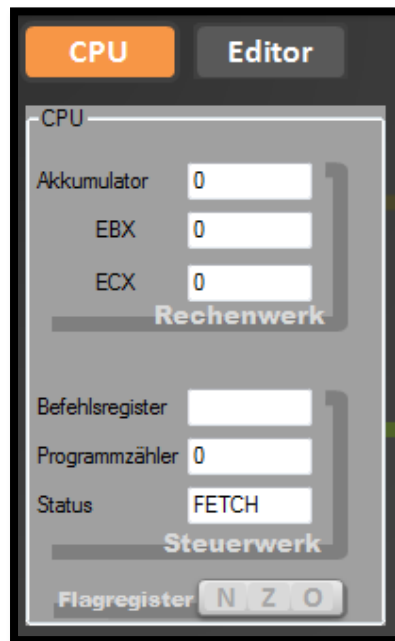 CPU Editor
CPU
Akkumulator 0
EBX 0
ECX 0
Rechenwerk
Befehlsregister
Programmzähler 0
Status FETCH
Steuerwerk
Flagregister N Z O